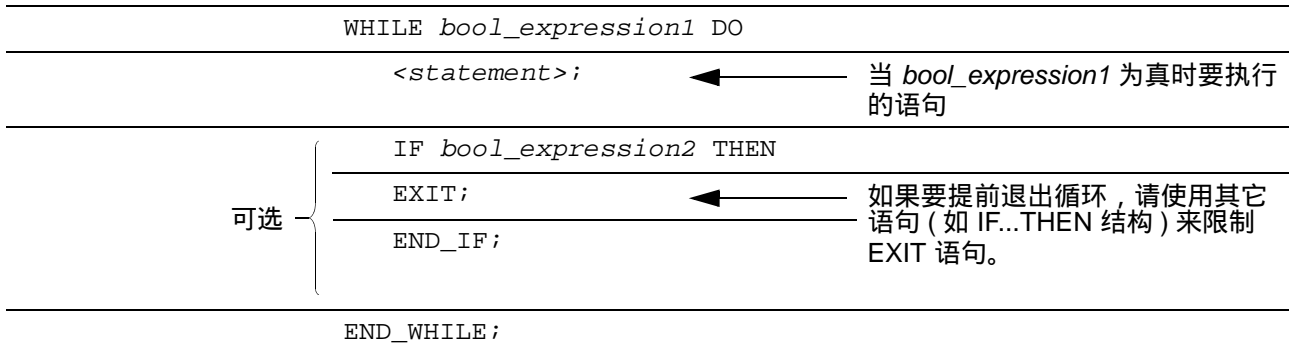 WHILE bool_expression1 DO
<statement>;
当 bool_expression1 为真时要执行
的语句
可选
IF bool_expression2 THEN
EXIT;
END_IF;
如果要提前退出循环，请使用其它
语句 ( 如 IF...THEN 结构 ) 来限制
EXIT 语句。
END_WHILE;